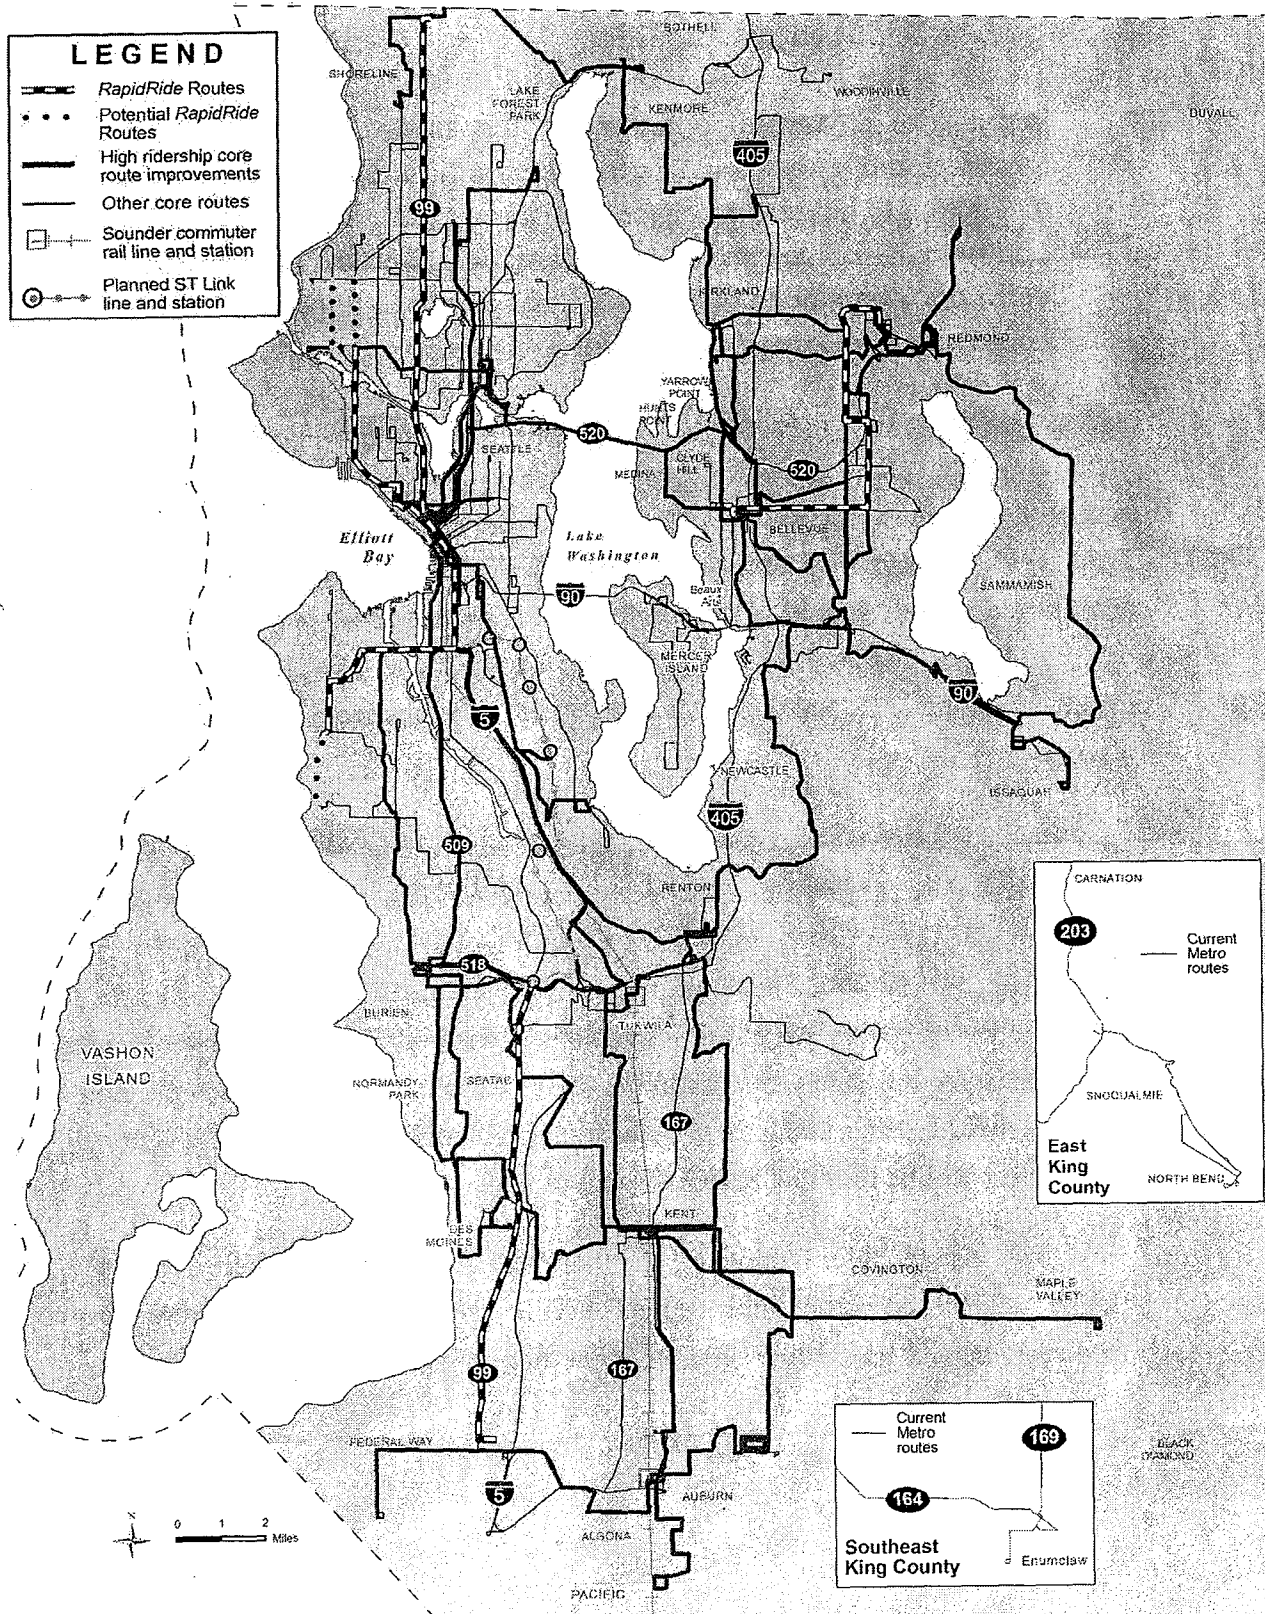 LEGEND
RapidRide Routes
Potential RapidRide
Routes
High ridership core
route improvements
Other core routes
Sounder commuter
rail line and station
Planned ST Link
line and station
BOTHELL
SHORELINE
LAKE
FOREST
PARK
KENMORE
WOODINVILLE
DUVALL
405
99
KIRKLAND
REDMOND
YARROW
POINT
HUNTS
POINT
520
SEATTLE
CLYDE
HILL
MEDINA
520
BELLEVUE
Elliott
Bay
Lake
Washington
SAMMAMISH
90
Beaux
Arts
MERCER
ISLAND
90
5
NEWCASTLE
ISSAQUAH
405
509
RENTON
CARNATION
203
Current
Metro
routes
518
BURIEN
TUKWILA
VASHON
ISLAND
NORMANDY
PARK
SEATAC
SNOQUALMIE
167
East
King
County
NORTH BEND
KENT
DES
MOINES
COVINGTON
MAPLE
VALLEY
99
167
Current
Metro
routes
169
FEDERAL WAY
BLACK
DIAMOND
5
AUBURN
164
N
0 1 2
Miles
ALGONA
Southeast
King County
Enumclaw
PACIFIC